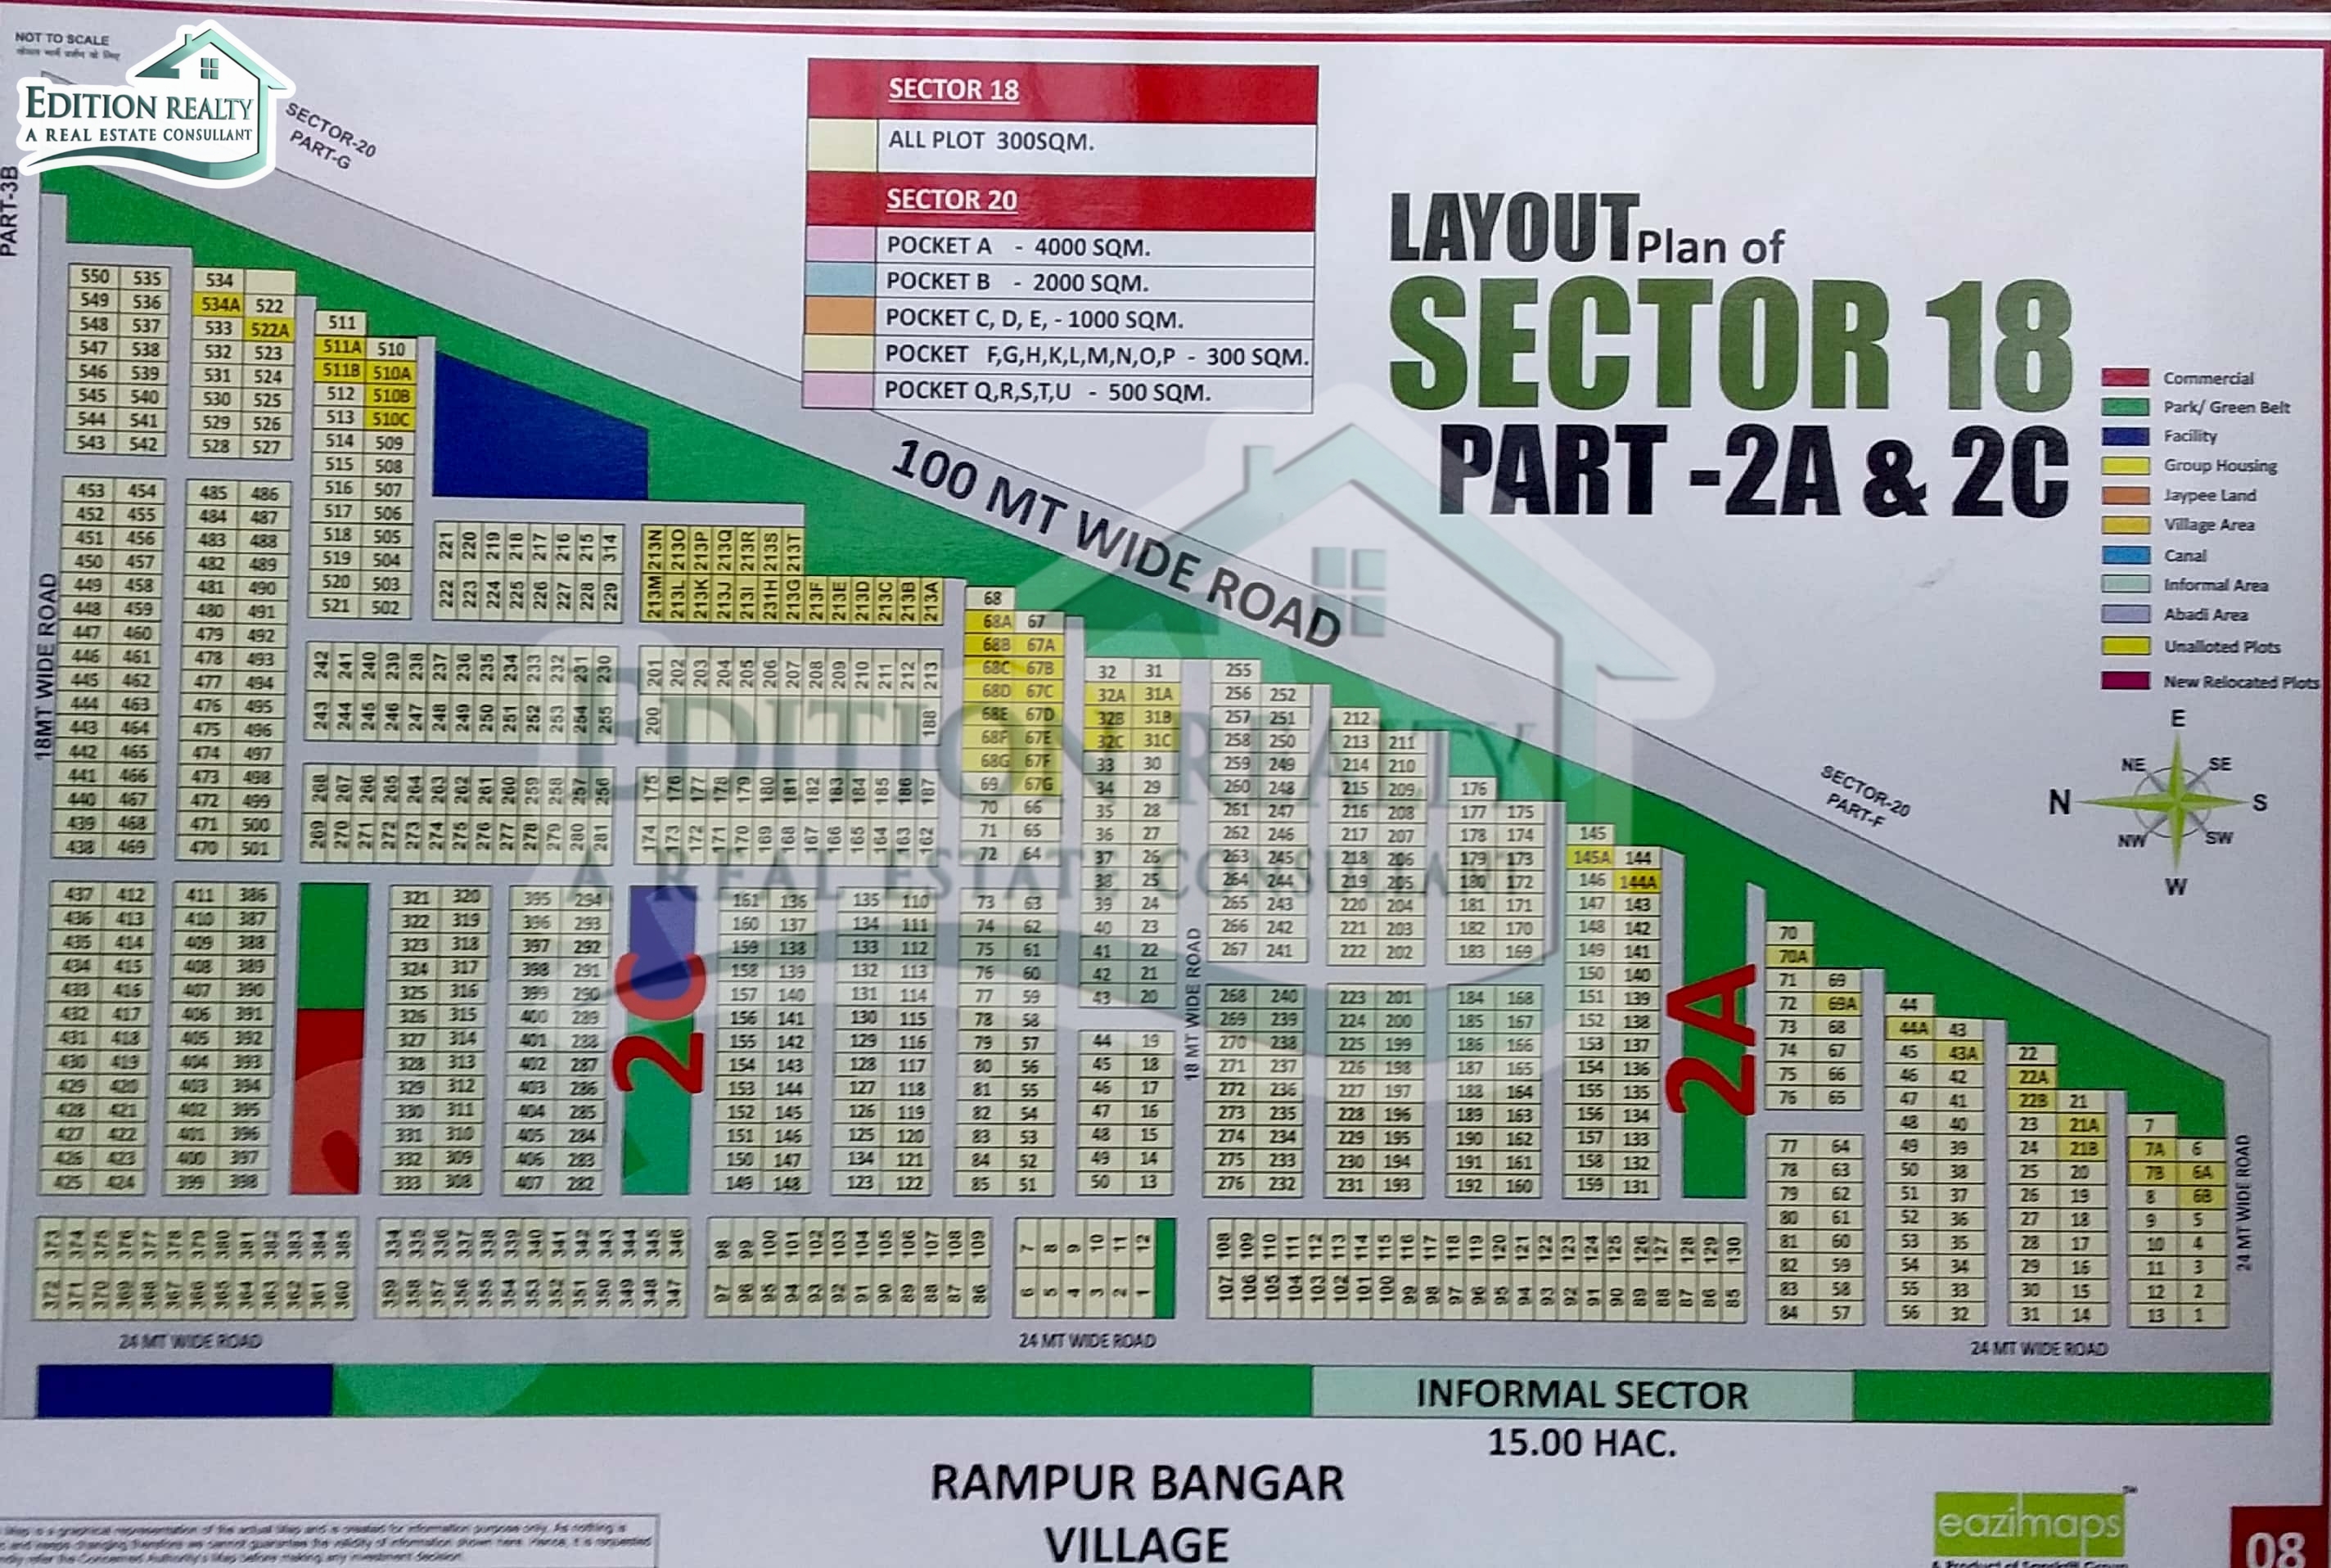 NOT TO SCALE
EDITION REALTY
A REAL ESTATE CONSULLANT
PART-3B
SECTOR-20
PART-G
SECTOR 18
ALL PLOT 300SQM.
SECTOR 20
POCKET A - 4000 SQM.
POCKET B - 2000 SQM.
POCKET C, D, E, - 1000 SQM.
POCKET F,G,H,K,L,M,N,O,P - 300 SQM.
POCKET Q,R,S,T,U - 500 SQM.
LAYOUT Plan of
SECTOR 18
PART -2A & 2C
Commercial
Park/ Green Belt
Facility
Group Housing
Jaypee Land
Village Area
Canal
Informal Area
Abadi Area
Unalloted Plots
New Relocated Plots
E
NE SE
N S
NW SW
W
100 MT WIDE ROAD
SECTOR-20
PART-F
18MT WIDE ROAD
550 535 534
549 536 534A 522
548 537 533 522A 511
547 538 532 523 511A 510
546 539 531 524 511B 510A
545 540 530 525 512 510B
544 541 529 526 513 510C
543 542 528 527 514 509
515 508
453 454 485 486 516 507
452 455 484 487 517 506
451 456 483 488 518 505
450 457 482 489 519 504
449 458 481 490 520 503
448 459 480 491 521 502
447 460 479 492
446 461 478 493
445 462 477 494
444 463 476 495
443 464 475 496
442 465 474 497
441 466 473 498
440 467 472 499
439 468 471 500
438 469 470 501
221 220 219 218 217 216 215 314
222 223 224 225 226 227 228 229
213N 213O 213P 213Q 213R 213S 213T
213M 213L 213K 213J 213I 231H 213G 213F 213E 213D 213C 213B 213A
242 241 240 239 238 237 236 235 234 233 232 231 230
243 244 245 246 247 248 249 250 251 252 253 254 255
201 202 203 204 205 206 207 208 209 210 211 212 213
200 188
268 267 266 265 264 263 262 261 260 259 258 257 256
269 270 271 272 273 274 275 276 277 278 279 280 281
175 176 177 178 179 180 181 182 183 184 185 186 187
174 173 172 171 170 169 168 167 166 165 164 163 162
68
68A 67
68B 67A
68C 67B
68D 67C
68E 67D
68F 67E
68G 67F
69 67G
70 66
71 65
72 64
32 31
32A 31A
32B 31B
32C 31C
33 30
34 29
35 28
36 27
37 26
38 25
39 24
40 23
41 22
42 21
43 20
255
256 252
257 251
258 250
259 249
260 248
261 247
262 246
263 245
264 244
265 243
266 242
267 241
212
213 211
214 210
215 209
216 208
217 207
218 206
219 205
220 204
221 203
222 202
176
177 175
178 174
179 173
180 172
181 171
182 170
183 169
145
145A 144
146 144A
147 143
148 142
149 141
150 140
151 139
152 138
153 137
154 136
155 135
156 134
157 133
158 132
159 131
EDITION REALTY
A REAL ESTATE CONSULLANT
437 412 411 386
436 413 410 387
435 414 409 388
434 415 408 389
433 416 407 390
432 417 406 391
431 418 405 392
430 419 404 393
429 420 403 394
428 421 402 395
427 422 401 396
426 423 400 397
425 424 399 398
321 320 395 294
322 319 396 293
323 318 397 292
324 317 398 291
325 316 399 290
326 315 400 289
327 314 401 288
328 313 402 287
329 312 403 286
330 311 404 285
331 310 405 284
332 309 406 283
333 308 407 282
2C
161 136 135 110
160 137 134 111
159 138 133 112
158 139 132 113
157 140 131 114
156 141 130 115
155 142 129 116
154 143 128 117
153 144 127 118
152 145 126 119
151 146 125 120
150 147 134 121
149 148 123 122
73 63
74 62
75 61
76 60
77 59
78 58
79 57
80 56
81 55
82 54
83 53
84 52
85 51
44 19
45 18
46 17
47 16
48 15
49 14
50 13
18 MT WIDE ROAD
268 240 223 201 184 168
269 239 224 200 185 167
270 238 225 199 186 166
271 237 226 198 187 165
272 236 227 197 188 164
273 235 228 196 189 163
274 234 229 195 190 162
275 233 230 194 191 161
276 232 231 193 192 160
2A
70
70A
71 69
72 69A
73 68
74 67
75 66
76 65
77 64
78 63
79 62
80 61
81 60
82 59
83 58
84 57
44
44A 43
45 43A
46 42
47 41
48 40
49 39
50 38
51 37
52 36
53 35
54 34
55 33
56 32
22
22A
22B 21
23 21A
24 21B
25 20
26 19
27 18
28 17
29 16
30 15
31 14
7
7A 6
7B 6A
8 6B
9 5
10 4
11 3
12 2
13 1
24 MT WIDE ROAD
373 374 375 376 377 378 379 380 381 382 383 384 385
372 371 370 369 368 367 366 365 364 363 362 361 360
334 335 336 337 338 339 340 341 342 343 344 345 346
359 358 357 356 355 354 353 352 351 350 349 348 347
98 99 100 101 102 103 104 105 106 107 108 109
97 96 95 94 93 92 91 90 89 88 87 86
7 8 9 10 11 12
6 5 4 3 2 1
108 109 110 111 112 113 114 115 116 117 118 119 120 121 122 123 124 125 126 127 128 129 130
107 106 105 104 103 102 101 100 99 98 97 96 95 94 93 92 91 90 89 88 87 86 85
24 MT WIDE ROAD
24 MT WIDE ROAD
24 MT WIDE ROAD
INFORMAL SECTOR
15.00 HAC.
RAMPUR BANGAR
VILLAGE
eazimaps
08